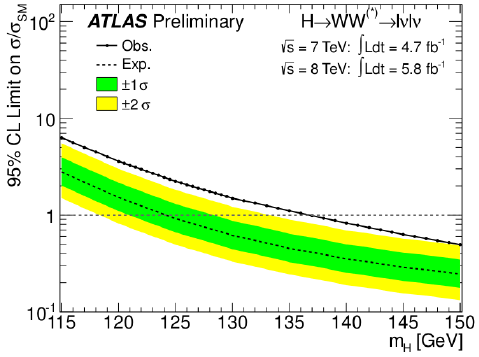 ATLAS Preliminary
H→WW(*)→lνlν
√s = 7 TeV: ∫Ldt = 4.7 fb-1
√s = 8 TeV: ∫Ldt = 5.8 fb-1
Obs.
Exp.
±1σ
±2 σ
95% CL Limit on σ/σSM
10²
10
1
10-1
115 120 125 130 135 140 145 150
mH [GeV]